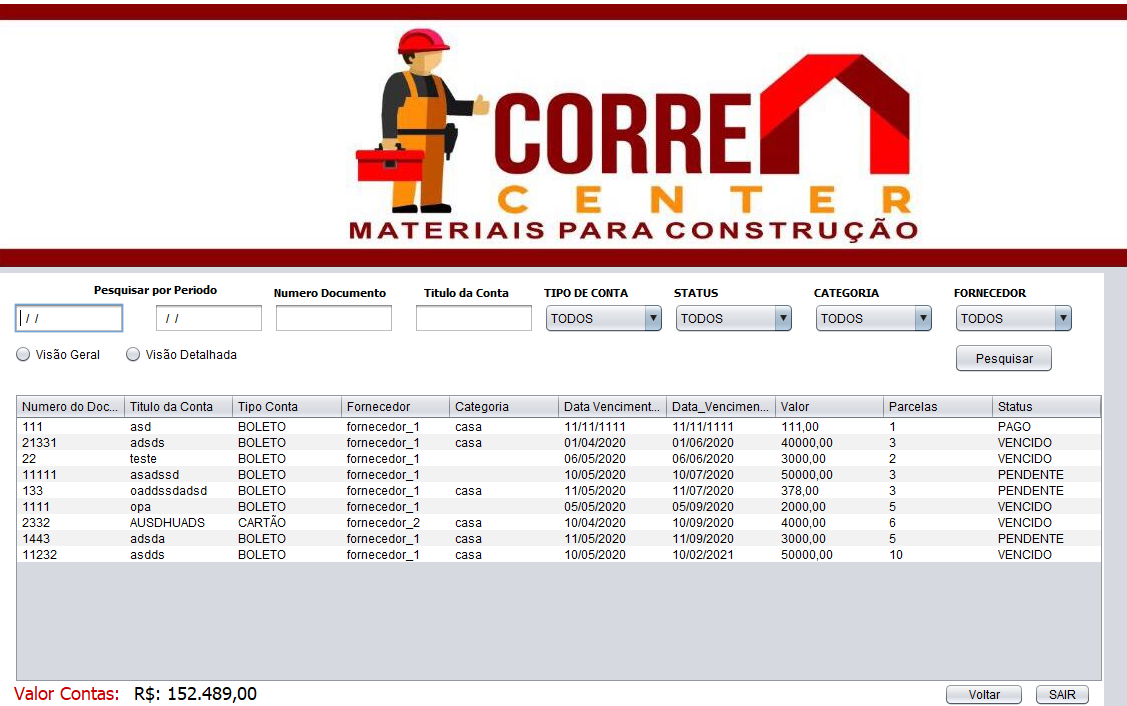 CORRE
CENTER
MATERIAIS PARA CONSTRUÇÃO
Pesquisar por Periodo Numero Documento Titulo da Conta TIPO DE CONTA STATUS CATEGORIA FORNECEDOR
/ / / / TODOS TODOS TODOS TODOS
Visão Geral Visão Detalhada Pesquisar
Numero do Doc... Titulo da Conta Tipo Conta Fornecedor Categoria Data Venciment... Data_Vencimen... Valor Parcelas Status
111 asd BOLETO fornecedor_1 casa 11/11/1111 11/11/1111 111,00 1 PAGO
21331 adsds BOLETO fornecedor_1 casa 01/04/2020 01/06/2020 40000,00 3 VENCIDO
22 teste BOLETO fornecedor_1 06/05/2020 06/06/2020 3000,00 2 VENCIDO
11111 asadssd BOLETO fornecedor_1 10/05/2020 10/07/2020 50000,00 3 PENDENTE
133 oaddssdadsd BOLETO fornecedor_1 casa 11/05/2020 11/07/2020 378,00 3 PENDENTE
1111 opa BOLETO fornecedor_1 05/05/2020 05/09/2020 2000,00 5 VENCIDO
2332 AUSDHUADS CARTÃO fornecedor_2 casa 10/04/2020 10/09/2020 4000,00 6 VENCIDO
1443 adsda BOLETO fornecedor_1 casa 11/05/2020 11/09/2020 3000,00 5 PENDENTE
11232 asdds BOLETO fornecedor_1 casa 10/05/2020 10/02/2021 50000,00 10 VENCIDO
Valor Contas: R$: 152.489,00 Voltar SAIR